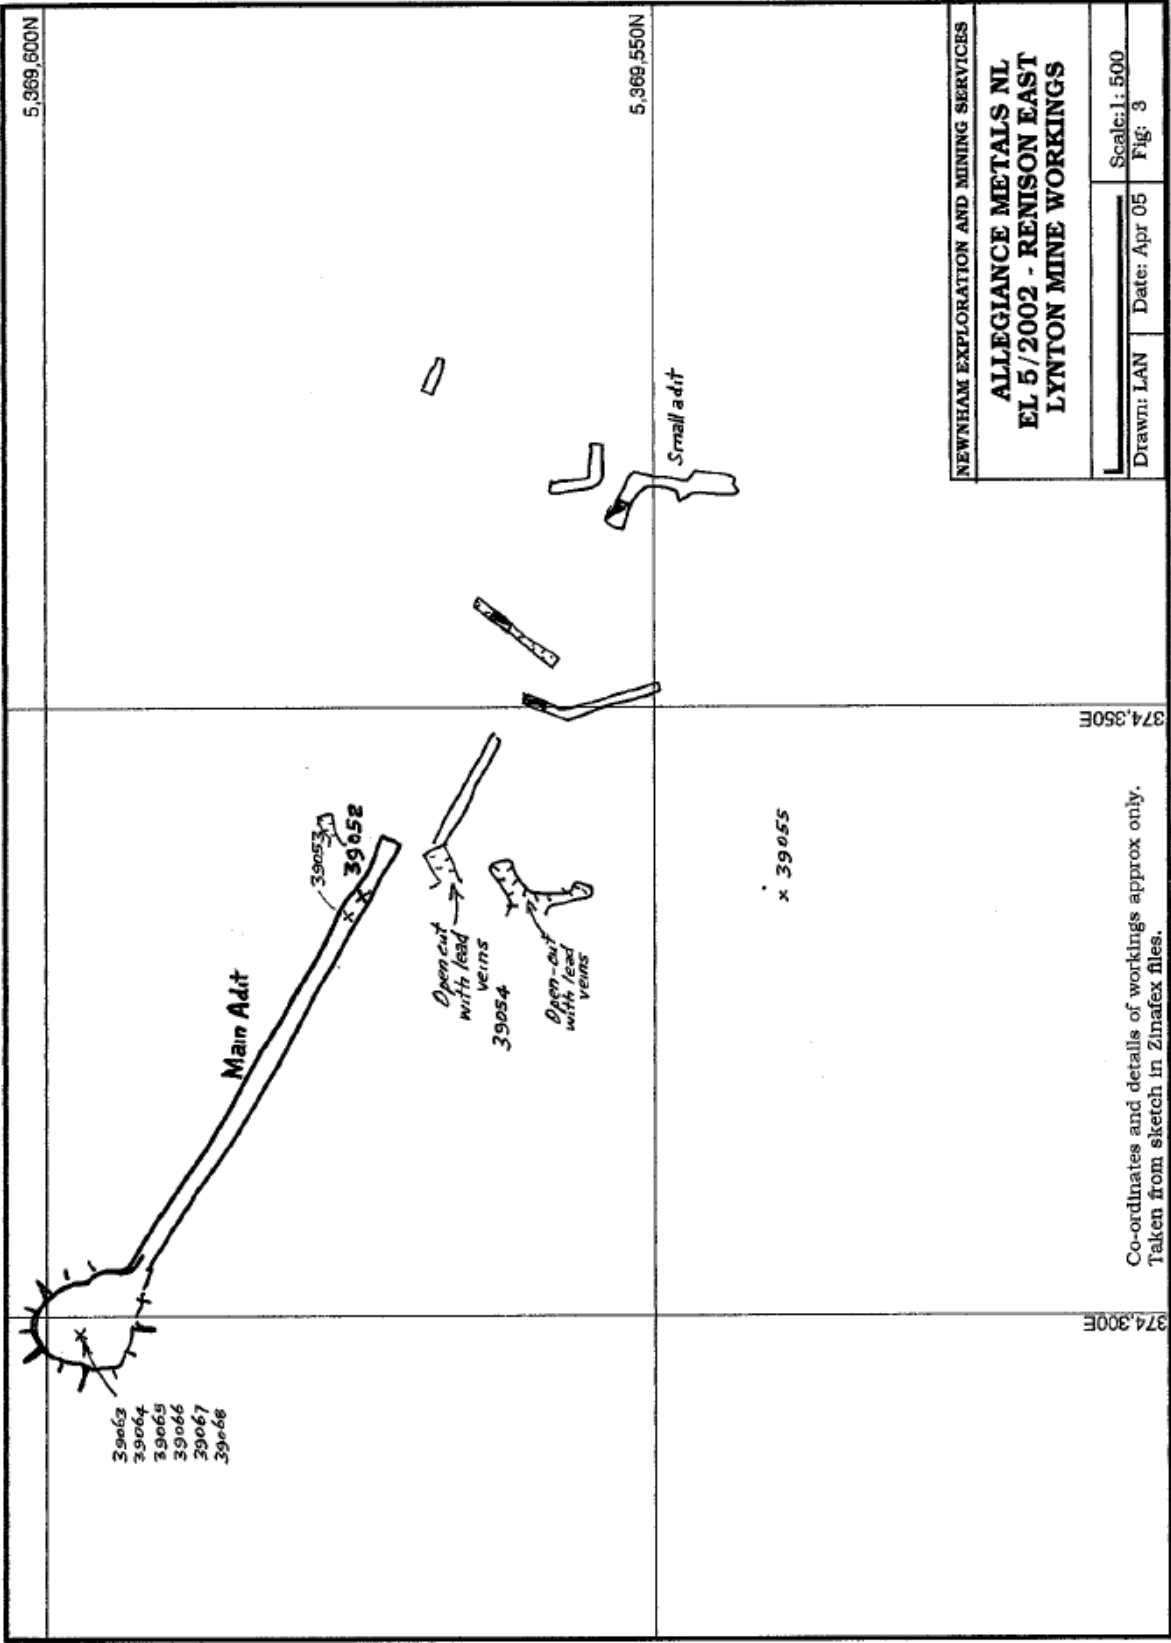 5,369,600N
5,369,550N
374,350E
374,300E
Main Adit
39053
39052
Open cut
with lead
veins
39054
Open-cut
with lead
veins
Small adit
x 39055
39063
39064
39065
39066
39067
39068
NEWNHAM EXPLORATION AND MINING SERVICES
ALLEGIANCE METALS NL
EL 5/2002 - RENISON EAST
LYNTON MINE WORKINGS
Scale:1: 500
Drawn: LAN Date: Apr 05 Fig: 3
Co-ordinates and details of workings approx only.
Taken from sketch in Zinafex files.